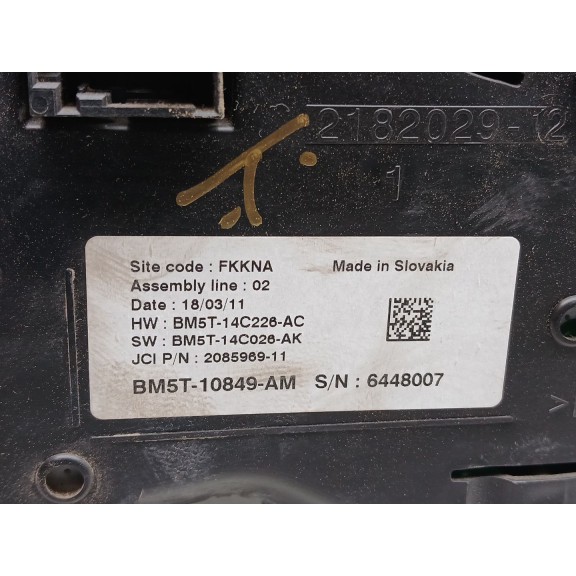 2182029-12
1
Site code : FKKNA
Made in Slovakia
Assembly line : 02
Date : 18/03/11
HW : BM5T-14C226-AC
SW : BM5T-14C026-AK
JCI P/N : 2085969-11
BM5T-10849-AM S/N : 6448007